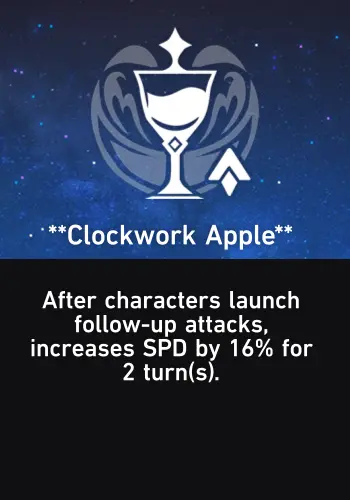 **Clockwork Apple**
After characters launch
follow-up attacks,
increases SPD by 16% for
2 turn(s).